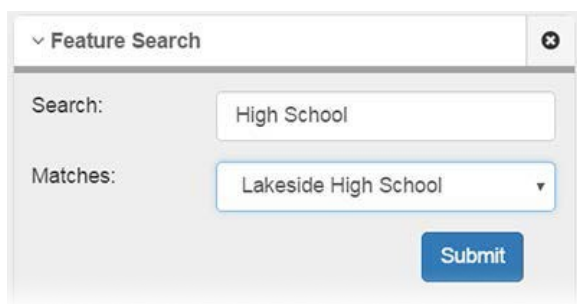 Feature Search
Search: High School
Matches: Lakeside High School
Submit